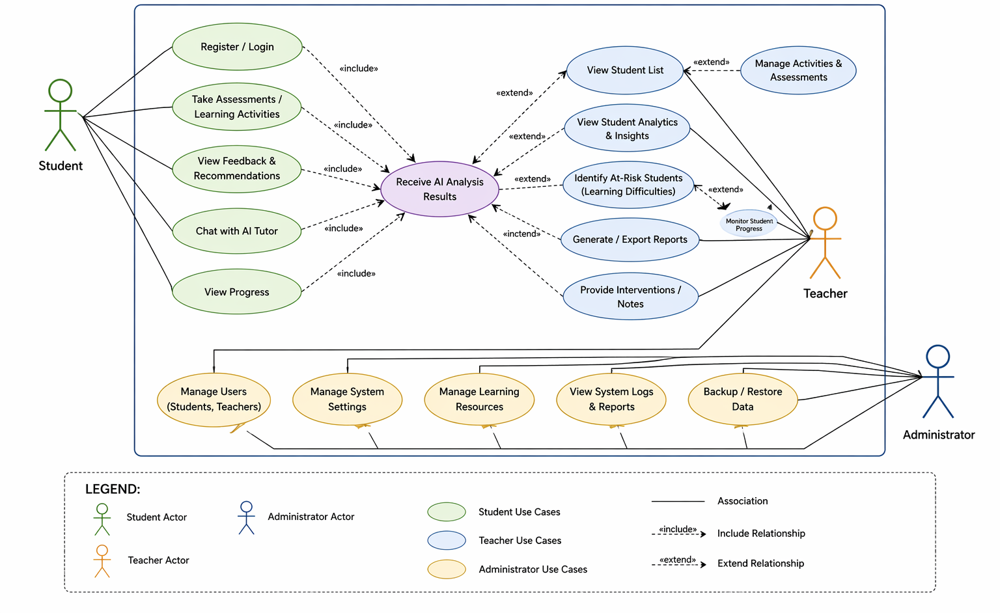 Register / Login
«include»
Take Assessments /
Learning Activities
«include»
View Feedback &
Recommendations
«include»
Chat with AI Tutor
«include»
View Progress
«include»
Student
Receive AI Analysis
Results
«extend»
«extend»
«extend»
«inctend»
View Student List
«extend»
Manage Activities &
Assessments
View Student Analytics
& Insights
Identify At-Risk Students
(Learning Difficulties)
«extend»
Monitor Student
Progress
Generate / Export Reports
Provide Interventions /
Notes
Teacher
Manage Users
(Students, Teachers)
Manage System
Settings
Manage Learning
Resources
View System Logs
& Reports
Backup / Restore
Data
Administrator
LEGEND:
Student Actor
Administrator Actor
Teacher Actor
Student Use Cases
Teacher Use Cases
Administrator Use Cases
Association
«include»
Include Relationship
«extend»
Extend Relationship